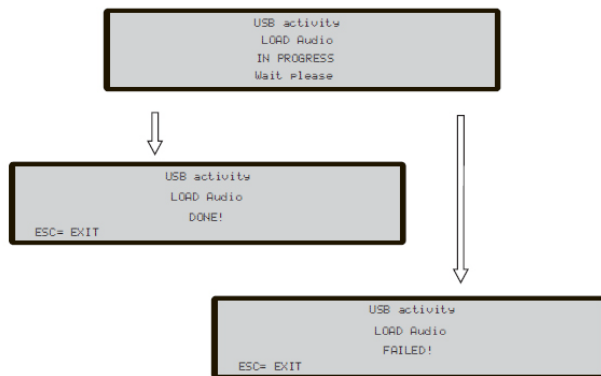 USB activity
LOAD Audio
IN PROGRESS
Wait please
USB activity
LOAD Audio
DONE!
ESC= EXIT
USB activity
LOAD Audio
FAILED!
ESC= EXIT